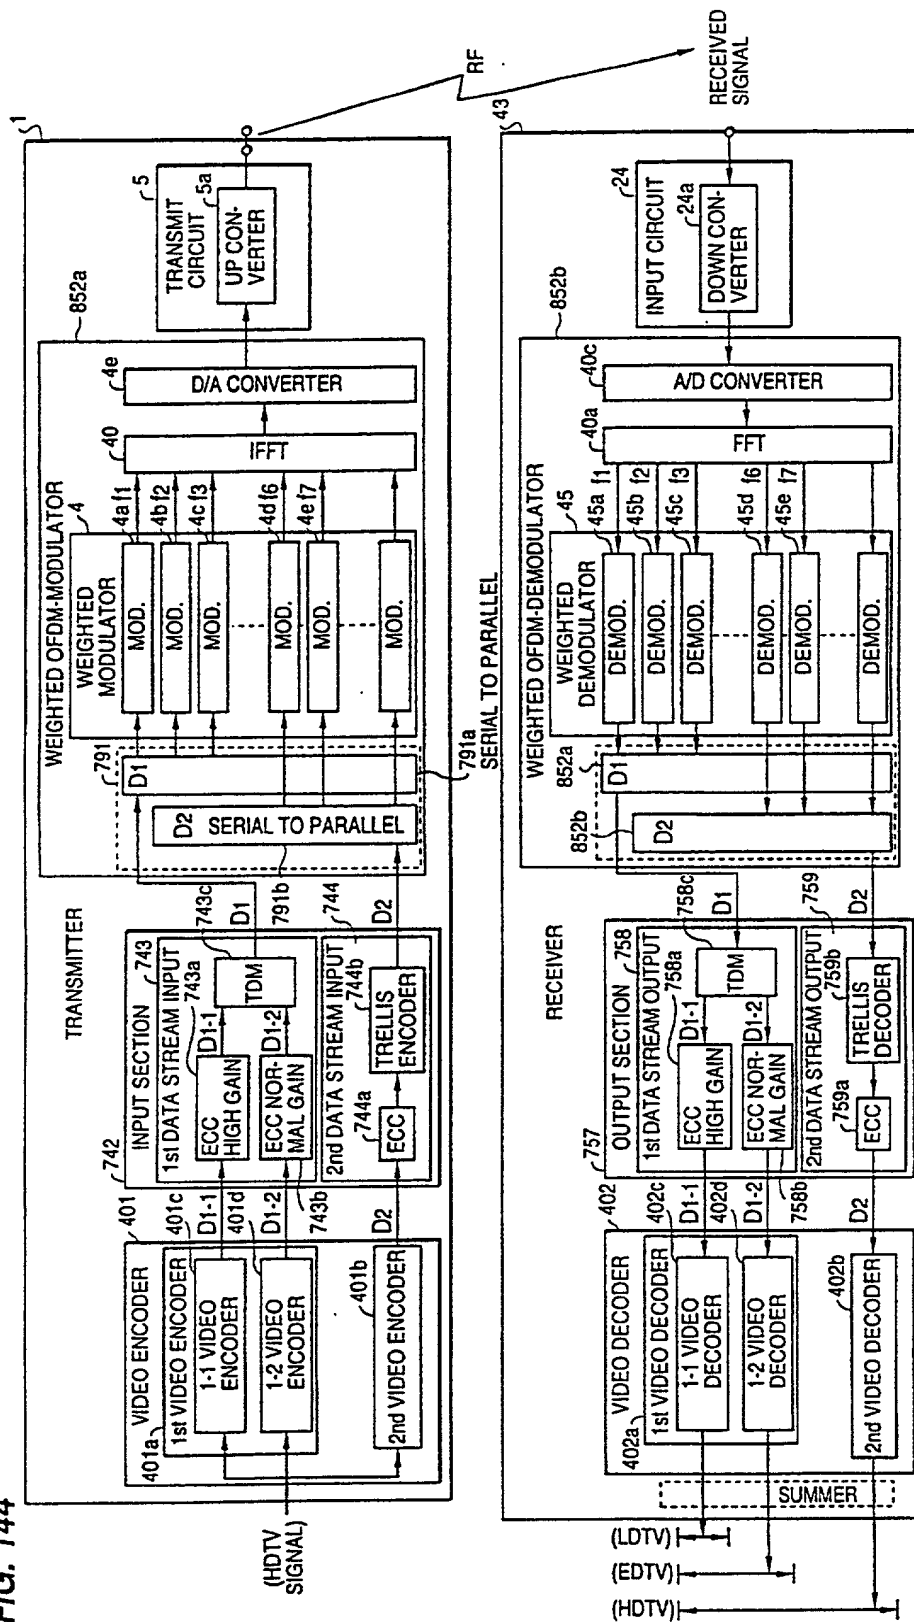 FIG. 144
TRANSMITTER
1
(HDTV
SIGNAL)
401
VIDEO ENCODER
401a
1st VIDEO ENCODER
401c
1-1 VIDEO
ENCODER
401d
1-2 VIDEO
ENCODER
401b
2nd VIDEO ENCODER
D1-1
D1-2
D2
742
INPUT SECTION
743
1st DATA STREAM INPUT
743a
ECC
HIGH GAIN
743b
ECC NOR-
MAL GAIN
D1-1
D1-2
743c
TDM
D1
744
2nd DATA STREAM INPUT
744a
ECC
744b
TRELLIS
ENCODER
D2
852a
WEIGHTED OFDM-MODULATOR
791
D1
D2 SERIAL TO PARALLEL
791b
791a
SERIAL TO PARALLEL
4
WEIGHTED
MODULATOR
MOD.
MOD.
MOD.
MOD.
MOD.
MOD.
4a f1
4b f2
4c f3
4d f6
4e f7
40
IFFT
4e
D/A CONVERTER
5
TRANSMIT
CIRCUIT
5a
UP CON-
VERTER
RF
RECEIVED
SIGNAL
RECEIVER
43
24
INPUT CIRCUIT
24a
DOWN CON-
VERTER
852b
WEIGHTED OFDM-DEMODULATOR
40c
A/D CONVERTER
40a
FFT
45
WEIGHTED
DEMODULATOR
45a f1
45b f2
45c f3
45d f6
45e f7
DEMOD.
DEMOD.
DEMOD.
DEMOD.
DEMOD.
DEMOD.
852a
D1
852b
D2
757
OUTPUT SECTION
758
1st DATA STREAM OUTPUT
758a
ECC
HIGH GAIN
758b
ECC NOR-
MAL GAIN
D1-1
D1-2
758c
TDM
D1
759
2nd DATA STREAM OUTPUT
759a
ECC
759b
TRELLIS
DECODER
D2
402
VIDEO DECODER
402a
1st VIDEO DECODER
402c
1-1 VIDEO
DECODER
402d
1-2 VIDEO
DECODER
402b
2nd VIDEO DECODER
D1-1
D1-2
D2
SUMMER
(LDTV)
(EDTV)
(HDTV)